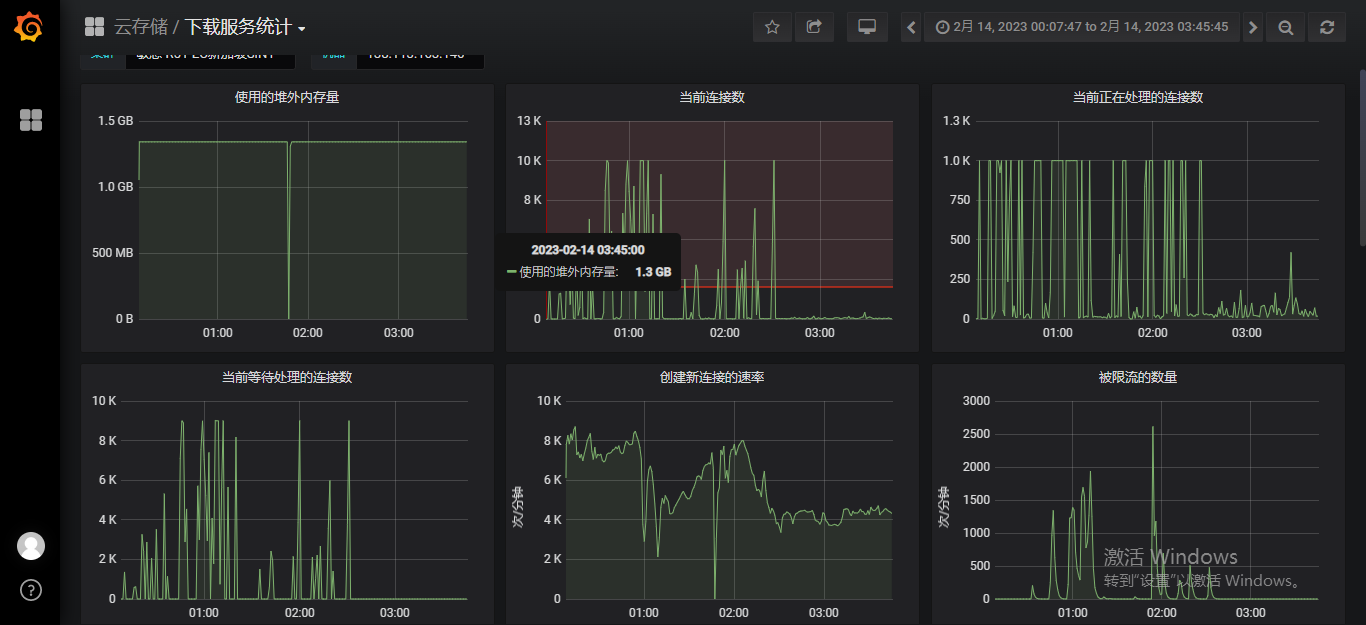 云存储 / 下载服务统计
2月 14, 2023 00:07:47 to 2月 14, 2023 03:45:45
使用的堆外内存量
1.5 GB
1.0 GB
500 MB
0 B
01:00 02:00 03:00
当前连接数
13 K
10 K
8 K
0
01:00 02:00 03:00
2023-02-14 03:45:00
使用的堆外内存量: 1.3 GB
当前正在处理的连接数
1.3 K
1.0 K
750
500
250
0
01:00 02:00 03:00
当前等待处理的连接数
10 K
8 K
6 K
4 K
2 K
0
01:00 02:00 03:00
创建新连接的速率
次/分钟
10 K
8 K
6 K
4 K
2 K
0
01:00 02:00 03:00
被限流的数量
次/分钟
3000
2500
2000
1500
1000
500
0
01:00 02:00 03:00
激活 Windows
转到"设置"以激活 Windows。
?